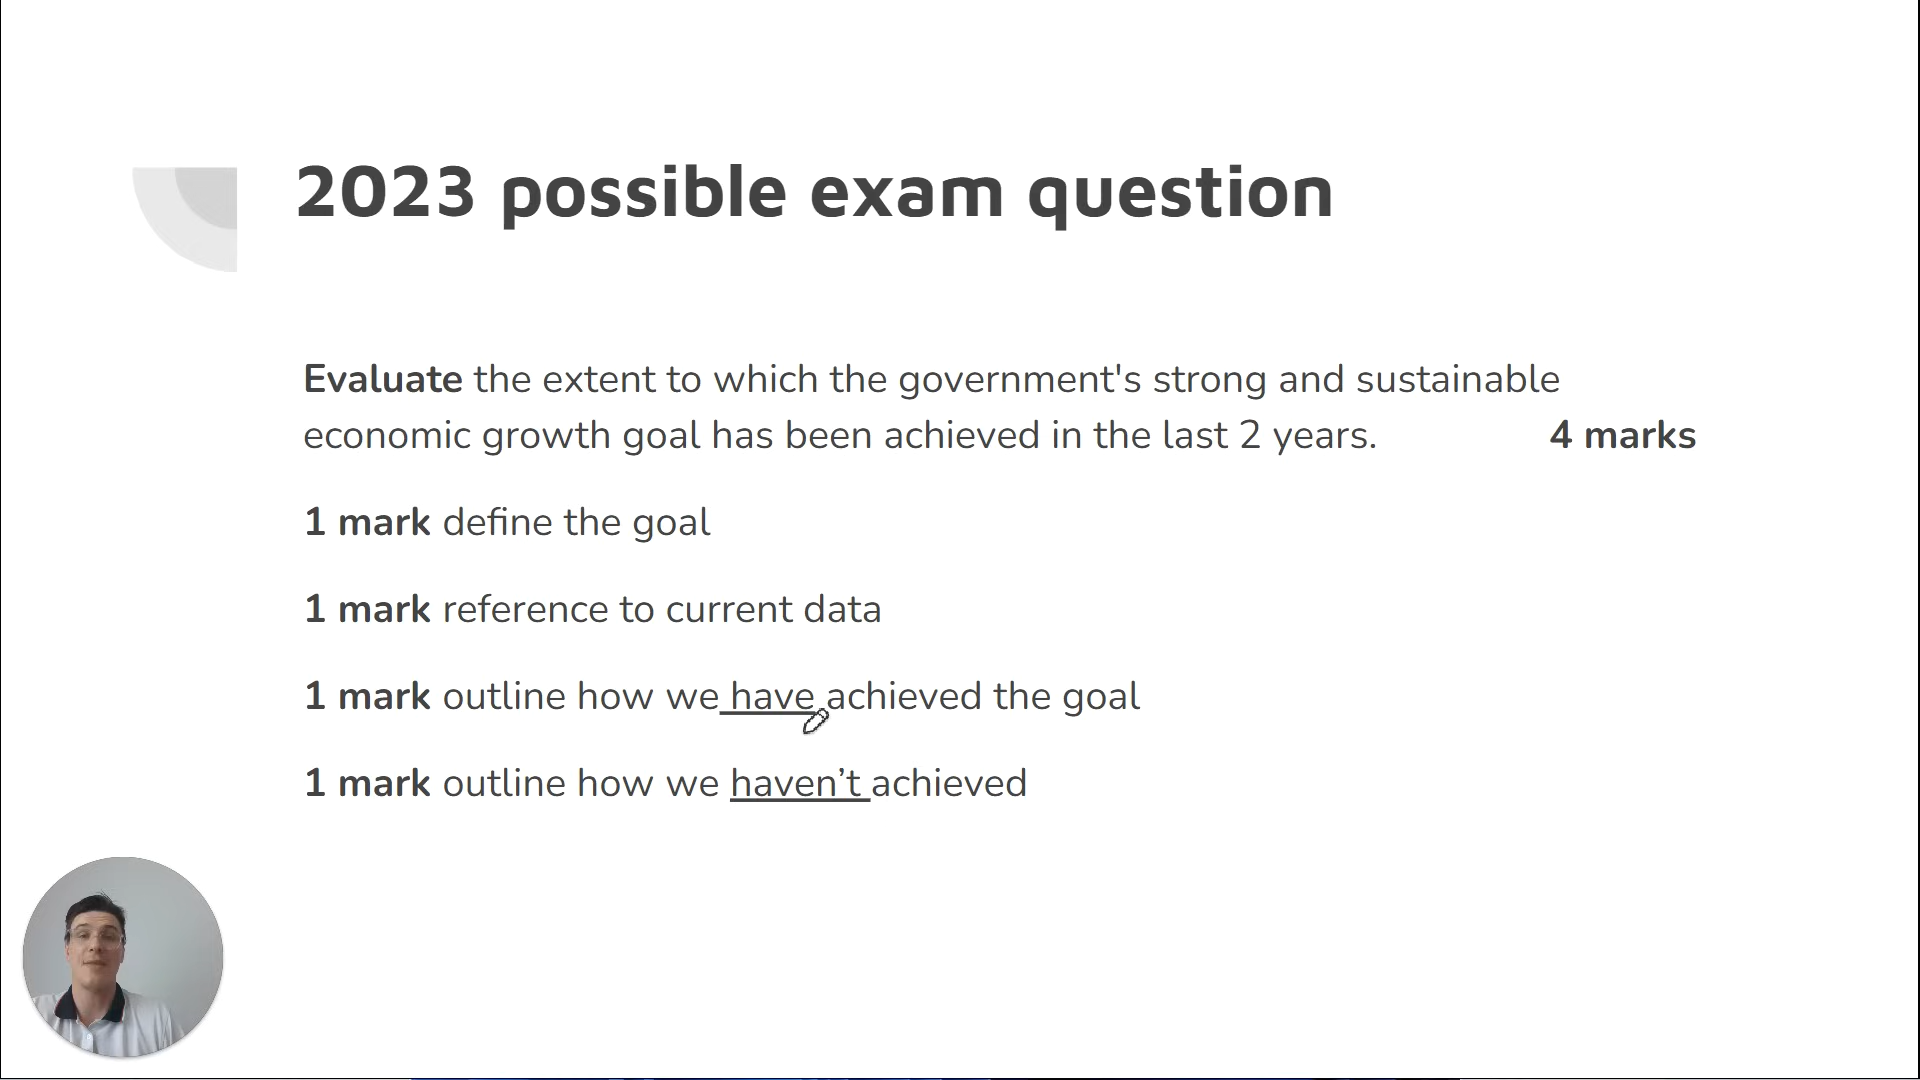 2023 possible exam question
Evaluate the extent to which the government's strong and sustainable
economic growth goal has been achieved in the last 2 years. 4 marks
1 mark define the goal
1 mark reference to current data
1 mark outline how we have achieved the goal
1 mark outline how we haven’t achieved